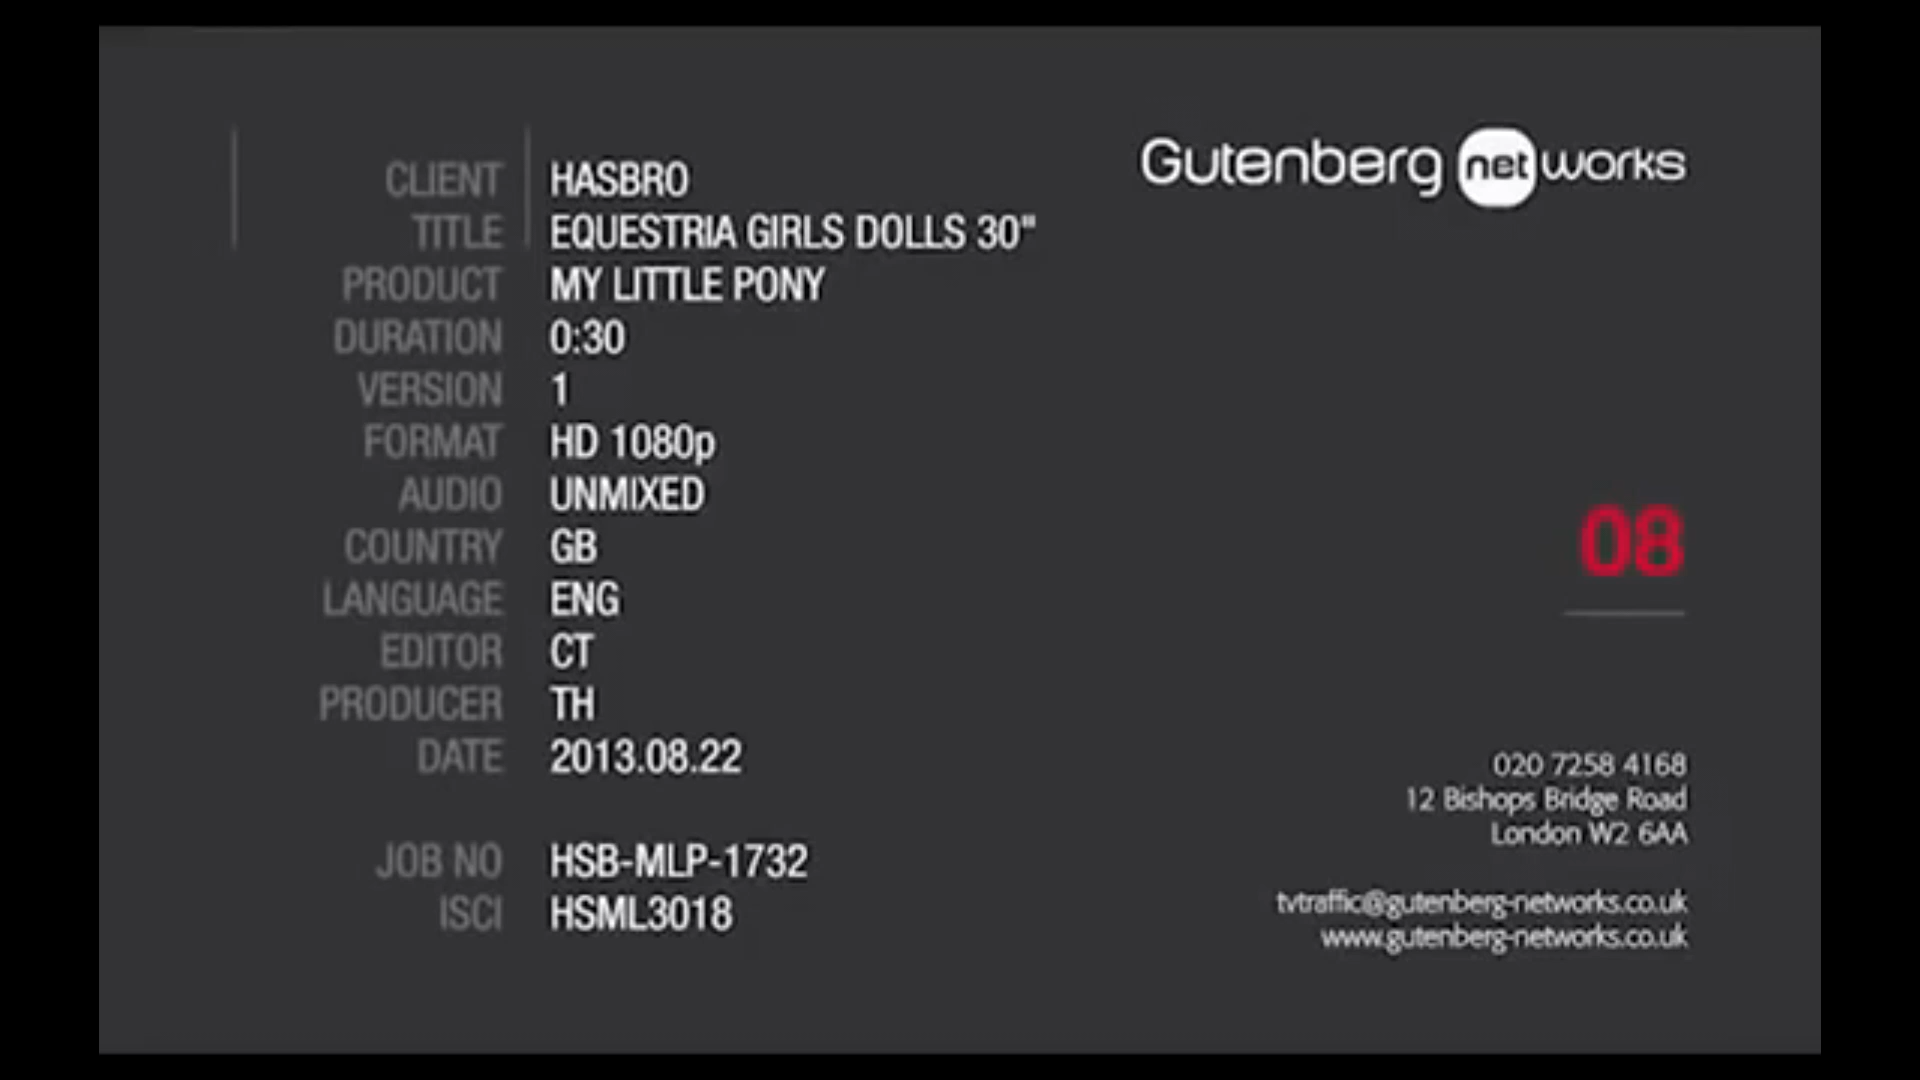 Gutenberg networks
CLIENT HASBRO
TITLE EQUESTRIA GIRLS DOLLS 30"
PRODUCT MY LITTLE PONY
DURATION 0:30
VERSION 1
FORMAT HD 1080p
AUDIO UNMIXED
COUNTRY GB
LANGUAGE ENG
EDITOR CT
PRODUCER TH
DATE 2013.08.22
JOB NO HSB-MLP-1732
ISCI HSML3018
08
020 7258 4168
12 Bishops Bridge Road
London W2 6AA
tvtraffic@gutenberg-networks.co.uk
www.gutenberg-networks.co.uk